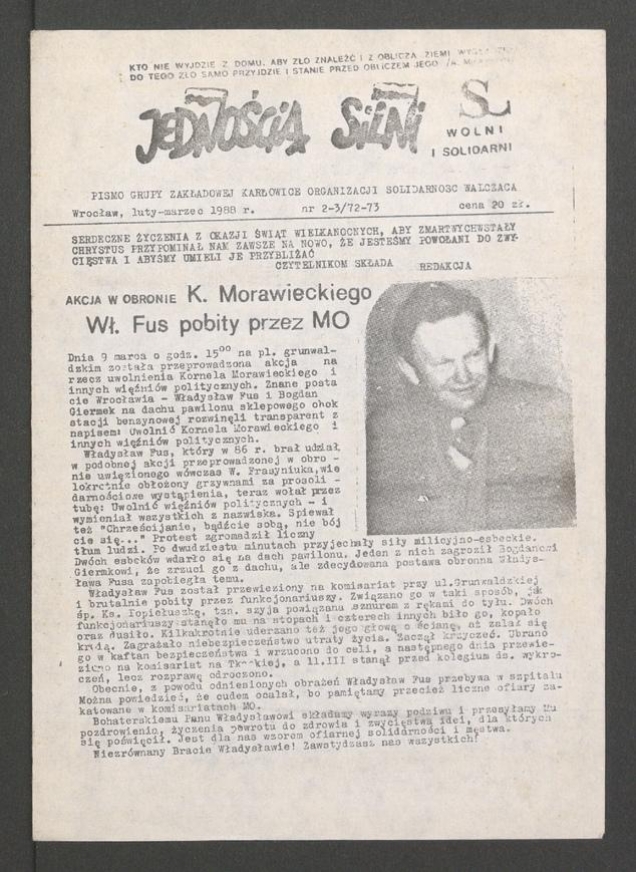 KTO NIE WYJDZIE Z DOMU, ABY ZŁO ZNALEŹĆ I Z OBLICZA ZIEMI
DO TEGO ZŁO SAMO PRZYJDZIE I STANIE PRZED OBLICZEM JEGO
JEDNOŚCIĄ SILNI
WOLNI
I SOLIDARNI
PISMO GRUPY ZAKŁADOWEJ KARŁOWICE ORGANIZACJI SOLIDARNOŚĆ WALCZĄCA
Wrocław, luty-marzec 1988 r. nr 2-3/72-73 cena 20 zł.
SERDECZNE ŻYCZENIA Z OKAZJI ŚWIĄT WIELKANOCNYCH, ABY ZMARTWYCHWSTAŁY
CHRYSTUS PRZYPOMINAŁ NAM ZAWSZE NA NOWO, ŻE JESTEŚMY POWOŁANI DO ZWY-
CIĘSTWA I ABYŚMY UMIELI JE PRZYBLIŻAĆ
CZYTELNIKOM SKŁADA REDAKCJA
AKCJA W OBRONIE K. Morawieckiego
Wł. Fus pobity przez MO
Dnia 9 marca o godz. 15⁰⁰ na pl. grunwal-
dzkim została przeprowadzona akcja na
rzecz uwolnienia Kornela Morawieckiego i
innych więźniów politycznych. Znane posta
cie Wrocławia - Władysław Fus i Bogdan
Giermek na dachu pawilonu sklepowego obok
stacji benzynowej rozwinęli transparent z
napisem: Uwolnić Kornela Morawieckiego i
innych więźniów politycznych.
Władysław Fus, który w 86 r. brał udział,
w podobnej akcji przeprowadzonej w obro -
nie uwięzionego wówczas W. Frasyniuka, wie
lokrotnie obłożony grzywnami za prosoli -
darnościowe wystąpienia, teraz wołał przez
tubę: Uwolnić więźniów politycznych - i
wymieniał wszystkich z nazwiska. Śpiewał
też "Chrześcijanie, bądźcie sobą, nie bój
cie się..." Protest zgromadził liczny
tłum ludzi. Po dwudziestu minutach przyjechały siły milicyjno-esbeckie.
Dwóch esbeków wdarło się na dach pawilonu. Jeden z nich zagroził Bogdanowi
Giermkowi, że zrzuci go z dachu, ale zdecydowana postawa obronna Włady-
sława Fusa zapobiegła temu.
Władysław Fus został przewieziony na komisariat przy ul.Grunwaldzkiej
i brutalnie pobity przez funkcjonariuszy. Związano go w taki sposób, jak
śp. Ks. Popiełuszkę, tzn. szyja powiązana sznurem z rękami do tyłu. Dwóch
funkcjonariuszy stanęło mu na stopach i czterech innych biło go, kopało
oraz dusiło. Kilkakrotnie uderzano też jego głową o ścianę, aż zalał się
krwią. Zagrażało niebezpieczeństwo utraty życia. Zaczął krzyczeć. Ubrano
go w kaftan bezpieczeństwa i wrzucono do celi, a następnego dnia przewie-
ziono na komisariat na a 11.III stanął przed kolegium ds. wykro-
czeń, lecz rozprawę odroczono.
Obecnie, z powodu odniesionych obrażeń Władysław Fus przebywa w szpitalu
Można powiedzieć, że cudem ocalał, bo pamiętamy przecież liczne ofiary za-
katowane w komisariatach MO.
Bohaterskiemu Panu Władysławowi składamy wyrazy podziwu i przesyłamy Mu
pozdrowienia, życzenia powrotu do zdrowia i zwycięstwa idei, dla których
się poświęcił. Jest dla nas wzorem ofiarnej solidarności i męstwa.
Niezrównany Bracie Władysławie! Zawstydzasz nas wszystkich!